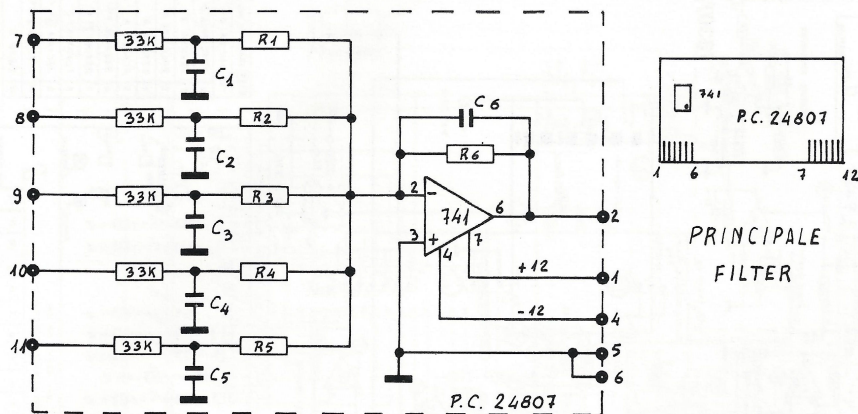 7 33K R1
C1
8 33K R2
C2
9 33K R3
C3
10 33K R4
C4
11 33K R5
C5
C6
R6
2 -
741
6
3 +
4
7
2
+12 1
-12 4
5
6
P.C. 24807
741
P.C. 24807
1 6 7 12
PRINCIPALE
FILTER